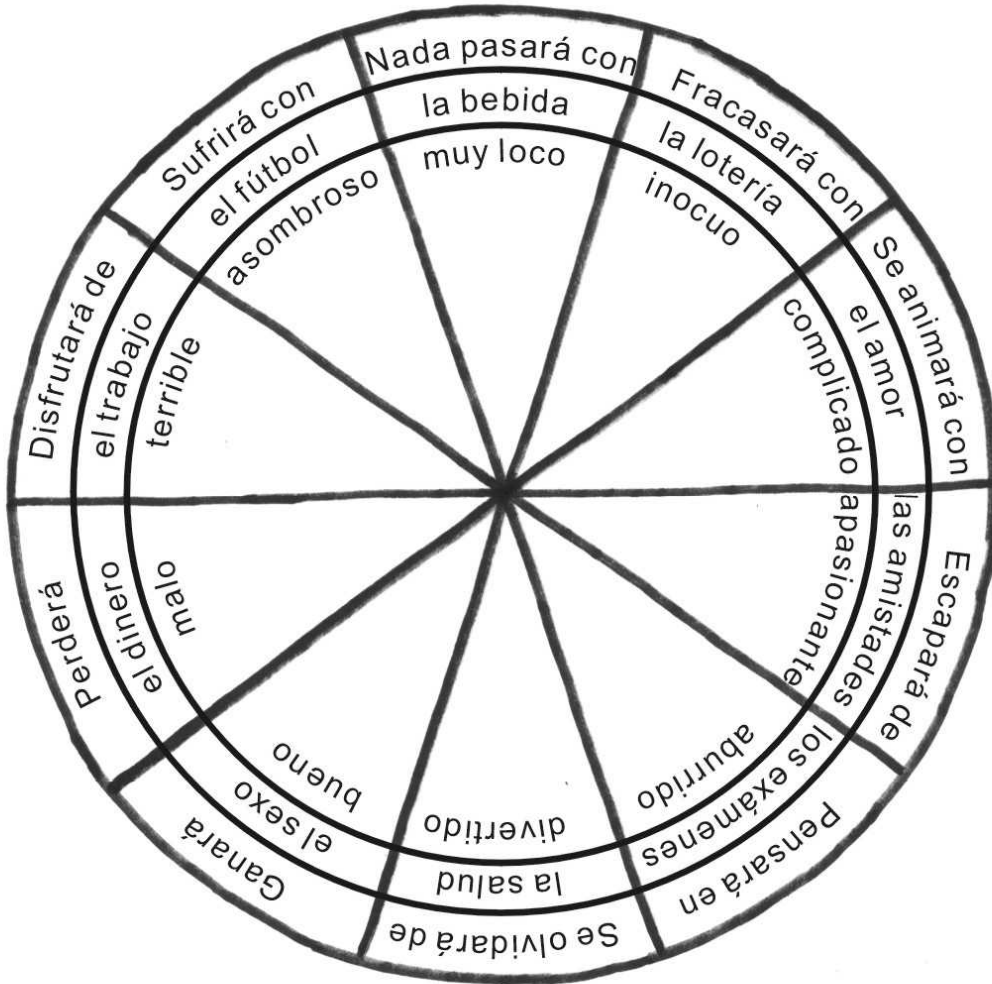 Nada pasará con
la bebida
muy loco
Fracasará con
la lotería
inocuo
Se animará con
el amor
complicado
Escapará de
las amistades
apasionante
Pensará en
los exámenes
aburrido
Se olvidará de
la salud
divertido
Ganará
el sexo
bueno
Perderá
el dinero
malo
Disfrutará de
el trabajo
terrible
Sufrirá con
el fútbol
asombroso